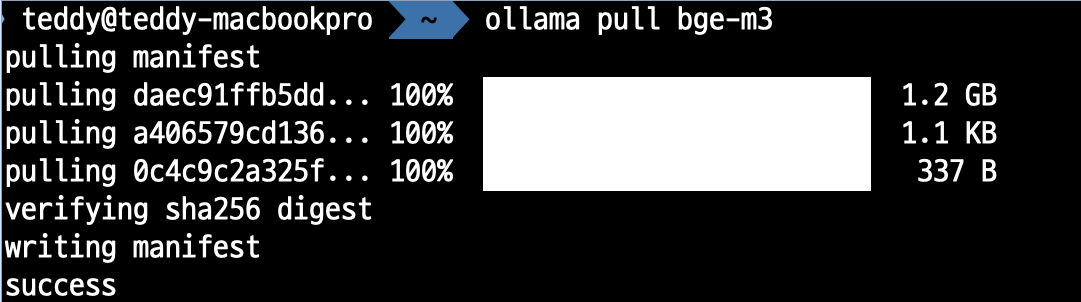 teddy@teddy-macbookpro ~ ollama pull bge-m3
pulling manifest
pulling daec91ffb5dd... 100% 1.2 GB
pulling a406579cd136... 100% 1.1 KB
pulling 0c4c9c2a325f... 100% 337 B
verifying sha256 digest
writing manifest
success